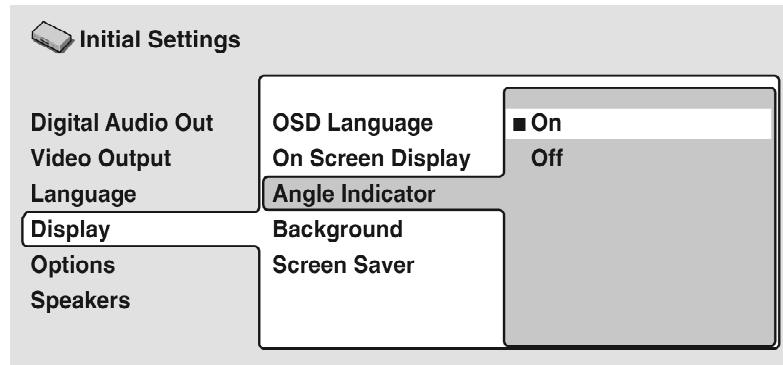 Initial Settings
Digital Audio Out
Video Output
Language
Display
Options
Speakers
OSD Language
On Screen Display
Angle Indicator
Background
Screen Saver
On
Off